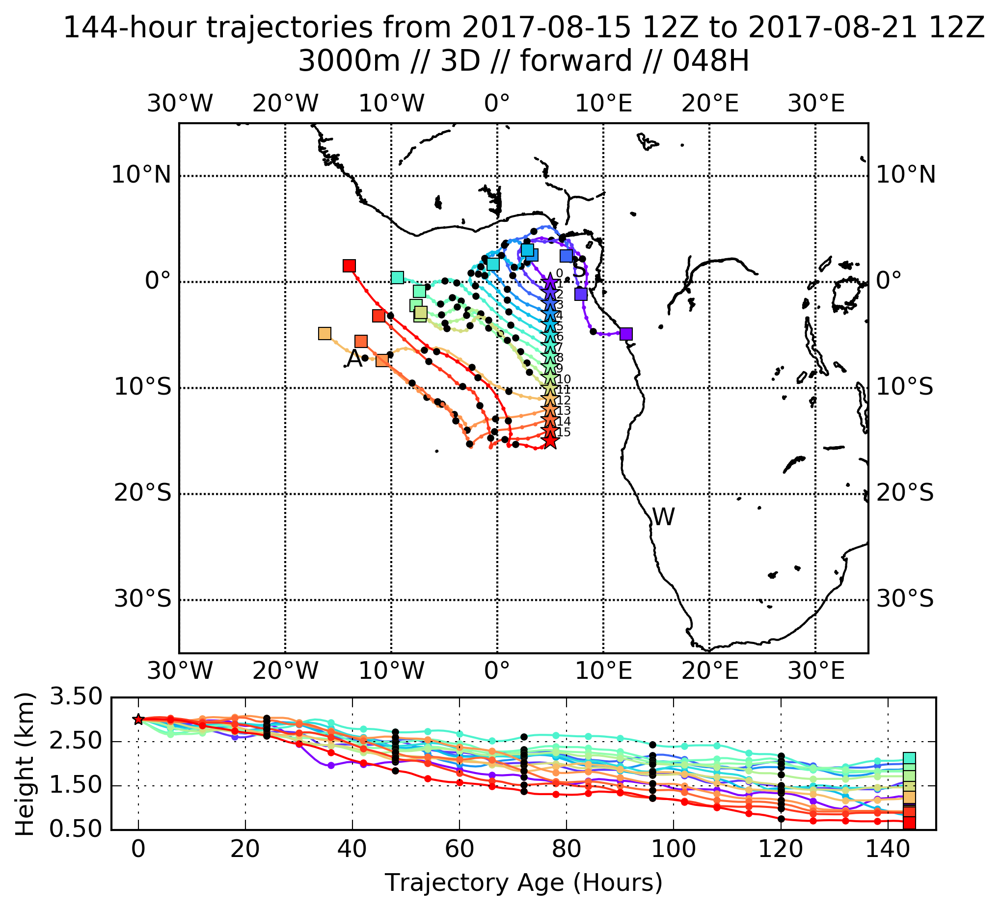 144-hour trajectories from 2017-08-15 12Z to 2017-08-21 12Z
3000m // 3D // forward // 048H
30°W 20°W 10°W 0° 10°E 20°E 30°E
10°N 10°N
0° 0°
10°S 10°S
20°S 20°S
30°S 30°S
0
1
2
3
4
5
6
7
8
9
10
11
12
13
14
15
S
A
W
30°W 20°W 10°W 0° 10°E 20°E 30°E
Height (km)
3.50
2.50
1.50
0.50
0 20 40 60 80 100 120 140
Trajectory Age (Hours)